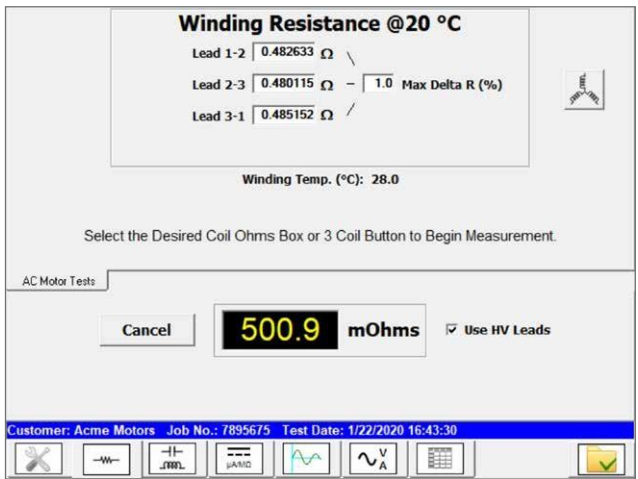 Winding Resistance @20 °C
Lead 1-2 0.482633 Ω
Lead 2-3 0.480115 Ω – 1.0 Max Delta R (%)
Lead 3-1 0.485152 Ω
Winding Temp. (°C): 28.0
Select the Desired Coil Ohms Box or 3 Coil Button to Begin Measurement.
AC Motor Tests
Cancel 500.9 mOhms Use HV Leads
Customer: Acme Motors Job No.: 7895675 Test Date: 1/22/2020 16:43:30
µA/MΩ V A